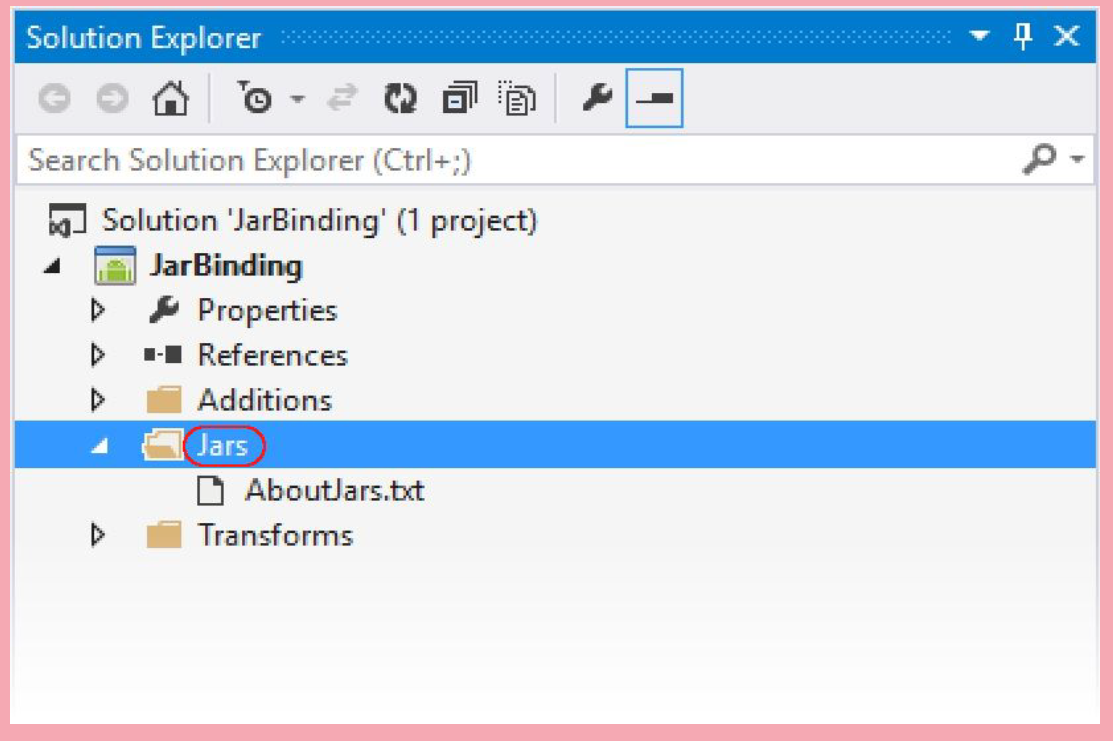 Solution Explorer
Search Solution Explorer (Ctrl+;)
Solution 'JarBinding' (1 project)
JarBinding
Properties
References
Additions
Jars
AboutJars.txt
Transforms